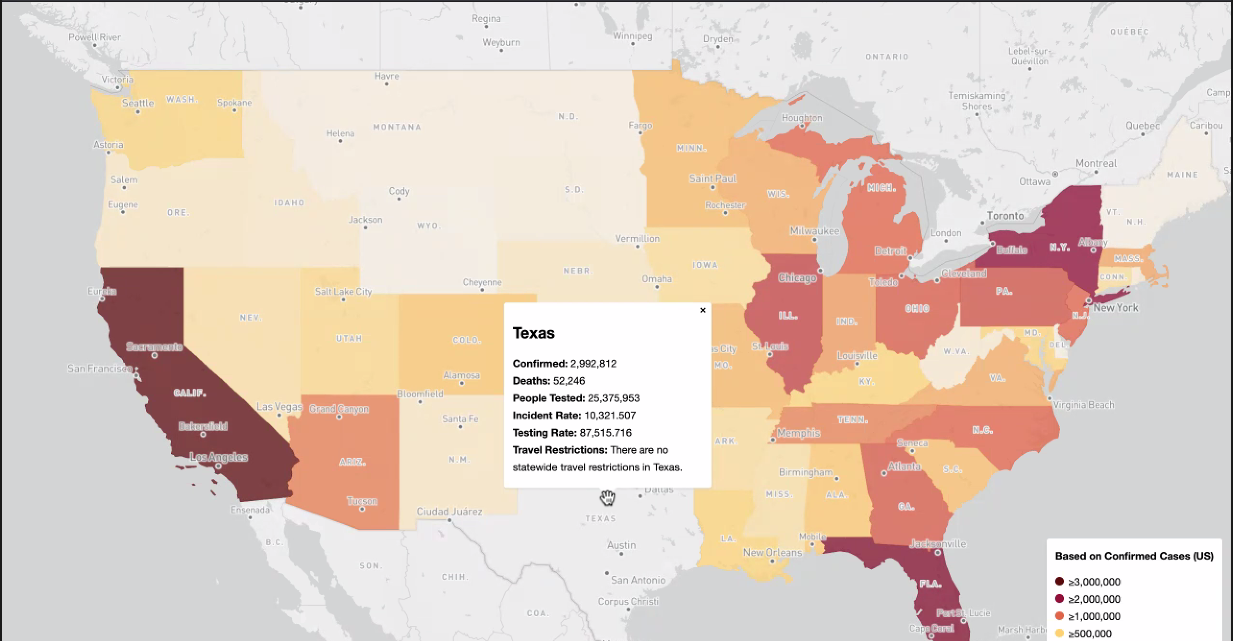 Regina
Powell River
Winnipeg
Dryden
QUÉBEC
Weyburn
ONTARIO
Lebel-sur-
Quévillon
Victoria
Havre
Seattle
WASH.
Spokane
Temiskaming
Shores
Camp
N.D.
Fargo
Houghton
Helena
MONTANA
Quebec
Caribou
Astoria
MINN.
Montreal
Salem
Saint Paul
MICH.
Ottawa
MAINE
S.D.
Cody
WIS.
Eugene
ORE.
IDAHO
Rochester
VT.
Jackson
WYO.
Toronto
N.H.
Milwaukee
London
Vermillion
Detroit
Buffalo
N.Y.
Albany
MASS.
IOWA
NEBR.
Omaha
Chicago
Toledo
Cleveland
CONN.
Cheyenne
Eureka
Salt Lake City
PA.
New York
OHIO
NEV.
ILL.
IND.
N.J.
UTAH
COLO.
MD.
DEL.
Sacramento
s City
St. Louis
W.VA.
San Francisco
MO.
Louisville
Alamosa
KY.
VA.
CALIF.
Bloomfield
Las Vegas
Grand Canyon
Virginia Beach
Santa Fe
TENN.
Bakersfield
Memphis
N.C.
ARK.
Seneca
Los Angeles
ARIZ.
N.M.
Atlanta
S.C.
Birmingham
Tucson
Dallas
MISS.
ALA.
GA.
Ensenada
Ciudad Juárez
TEXAS
LA.
Mobile
B.C.
Austin
New Orleans
Jacksonville
SON.
CHIH.
San Antonio
FLA.
Corpus Christi
COA.
Port St. Lucie
Cape Coral
Marsh Harb
×
Texas
Confirmed: 2,992,812
Deaths: 52,246
People Tested: 25,375,953
Incident Rate: 10,321.507
Testing Rate: 87,515.716
Travel Restrictions: There are no
statewide travel restrictions in Texas.
Based on Confirmed Cases (US)
≥3,000,000
≥2,000,000
≥1,000,000
≥500,000